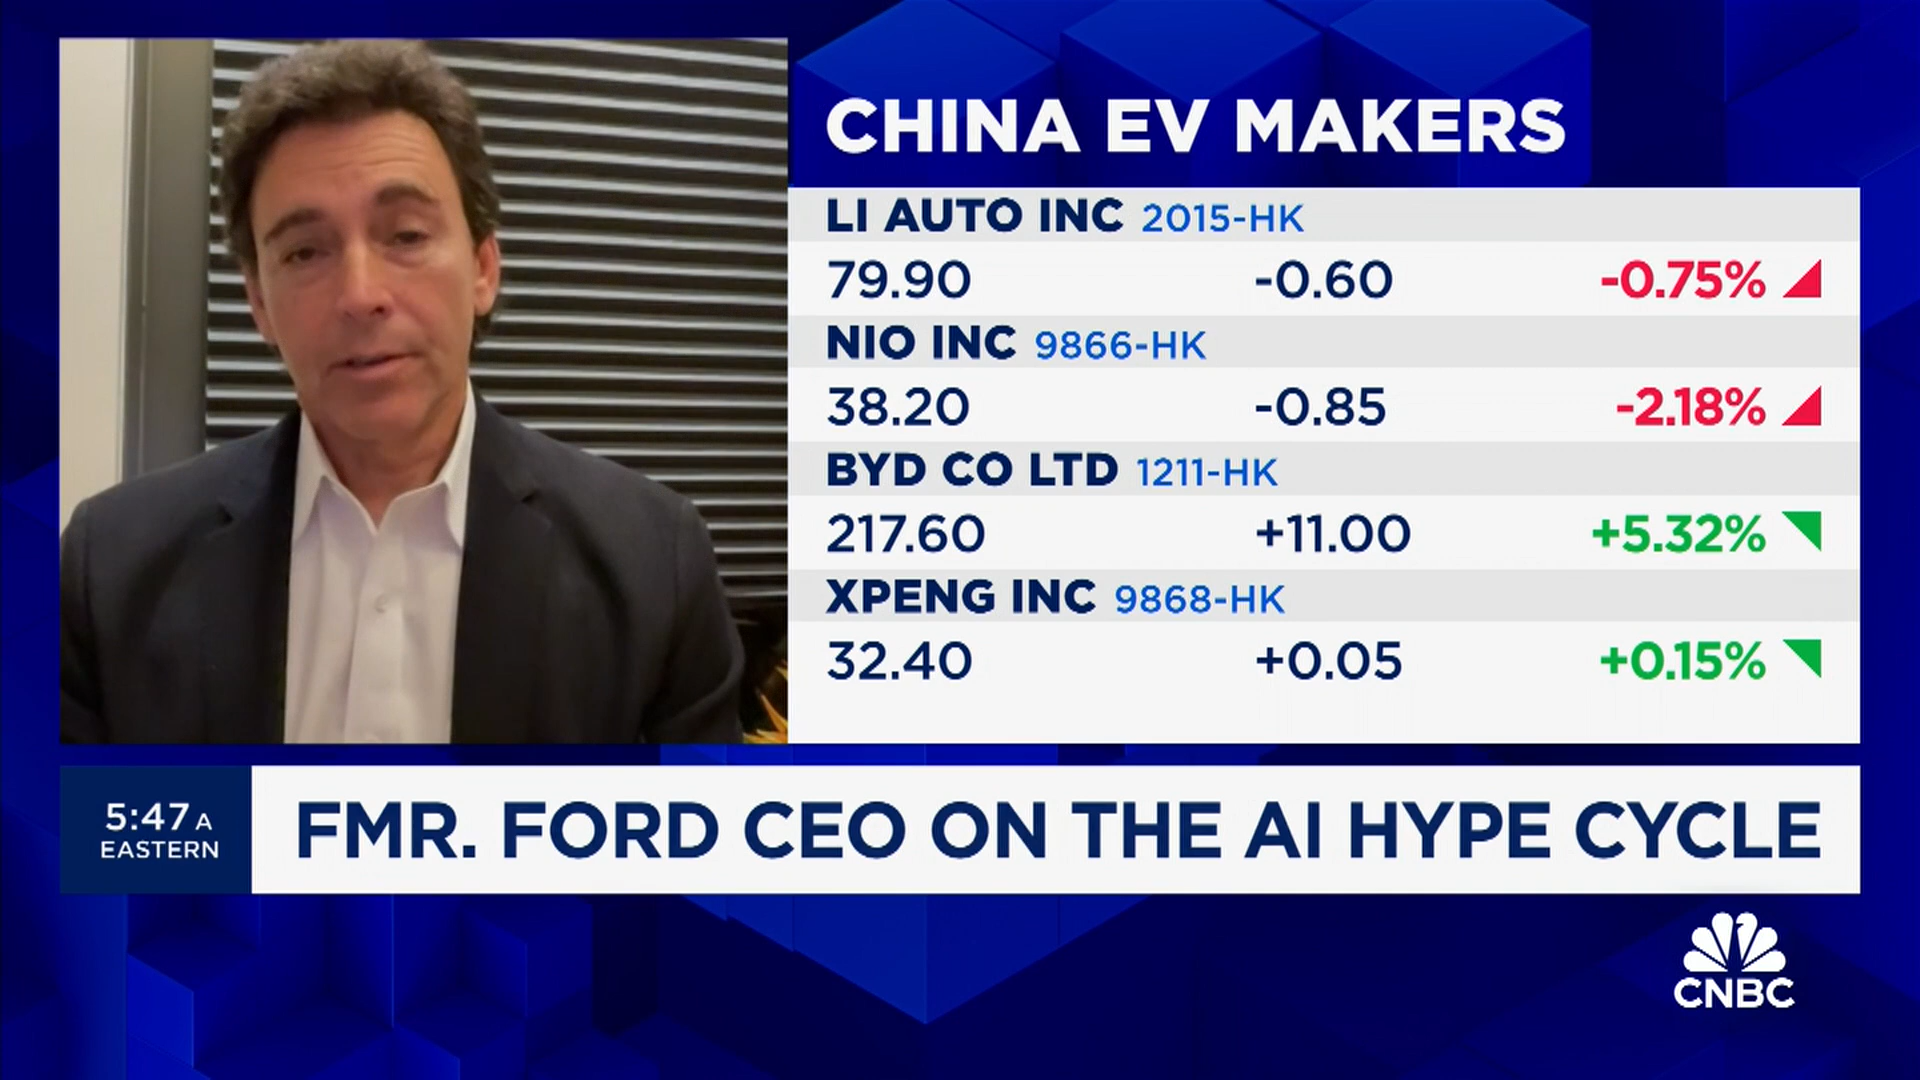 CHINA EV MAKERS
LI AUTO INC 2015-HK
79.90 -0.60 -0.75%
NIO INC 9866-HK
38.20 -0.85 -2.18%
BYD CO LTD 1211-HK
217.60 +11.00 +5.32%
XPENG INC 9868-HK
32.40 +0.05 +0.15%
5:47 A
EASTERN
FMR. FORD CEO ON THE AI HYPE CYCLE
CNBC